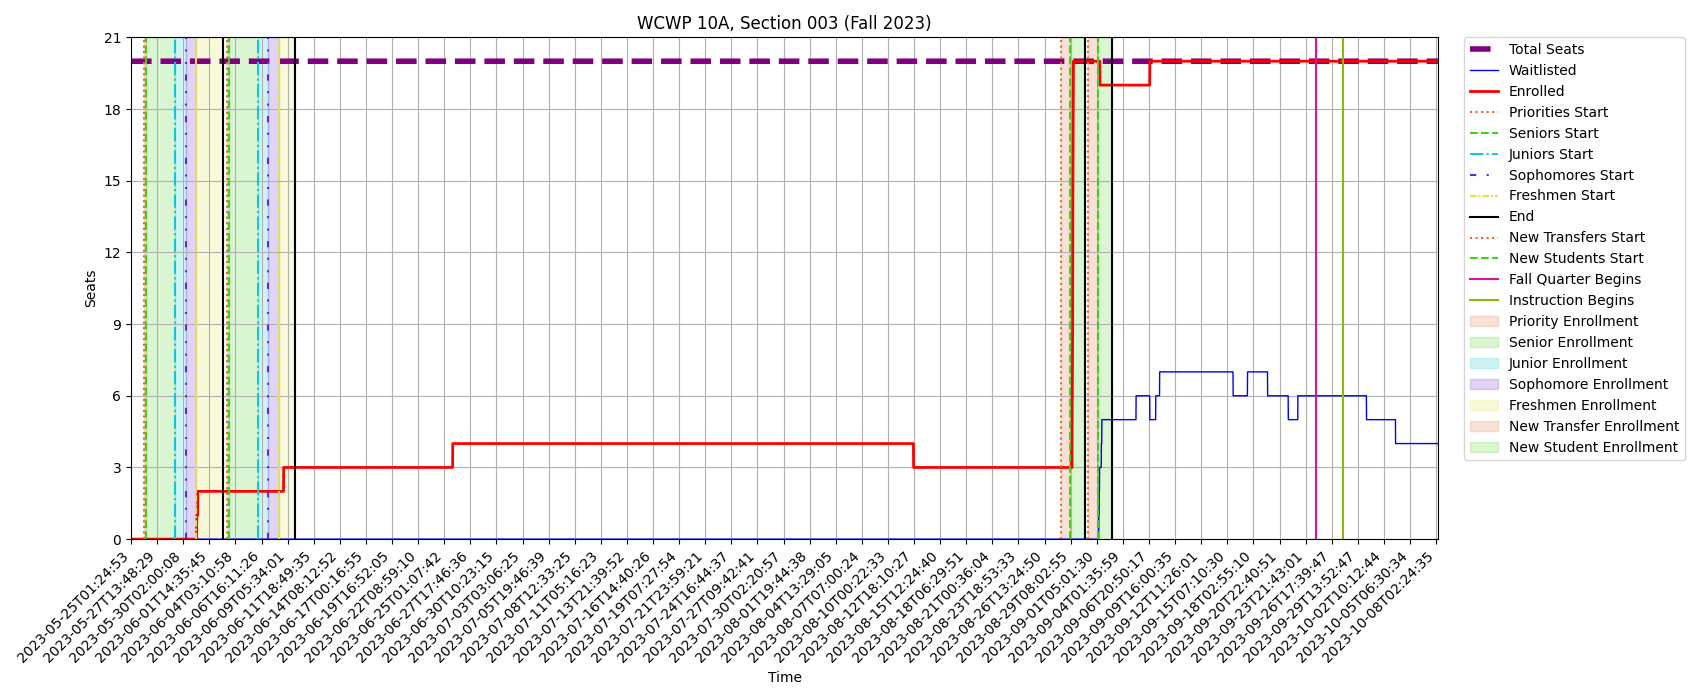 WCWP 10A, Section 003 (Fall 2023)
21
18
15
12
9
6
3
0
Seats
2023-05-25T01:24:53
2023-05-27T13:48:29
2023-05-30T02:00:08
2023-06-01T14:35:45
2023-06-04T03:10:58
2023-06-06T16:11:26
2023-06-09T05:34:01
2023-06-11T18:49:35
2023-06-14T08:12:52
2023-06-17T00:16:55
2023-06-19T16:52:05
2023-06-22T08:59:10
2023-06-25T01:07:42
2023-06-27T17:46:36
2023-06-30T10:23:15
2023-07-03T03:06:25
2023-07-05T19:46:39
2023-07-08T12:33:25
2023-07-11T05:16:23
2023-07-13T21:39:52
2023-07-16T14:40:26
2023-07-19T07:27:54
2023-07-21T23:59:21
2023-07-24T16:44:37
2023-07-27T09:42:41
2023-07-30T02:20:57
2023-08-01T19:44:38
2023-08-04T13:29:05
2023-08-07T07:00:24
2023-08-10T00:22:33
2023-08-12T18:10:27
2023-08-15T12:24:40
2023-08-18T06:29:51
2023-08-21T00:36:04
2023-08-23T18:53:33
2023-08-26T13:24:50
2023-08-29T08:02:55
2023-09-01T05:01:30
2023-09-04T01:35:59
2023-09-06T20:50:17
2023-09-09T16:00:35
2023-09-12T11:26:01
2023-09-15T07:10:30
2023-09-18T02:55:10
2023-09-20T22:40:51
2023-09-23T21:43:01
2023-09-26T17:39:47
2023-09-29T13:52:47
2023-10-02T10:12:44
2023-10-05T06:30:34
2023-10-08T02:24:35
Time
Total Seats
Waitlisted
Enrolled
Priorities Start
Seniors Start
Juniors Start
Sophomores Start
Freshmen Start
End
New Transfers Start
New Students Start
Fall Quarter Begins
Instruction Begins
Priority Enrollment
Senior Enrollment
Junior Enrollment
Sophomore Enrollment
Freshmen Enrollment
New Transfer Enrollment
New Student Enrollment